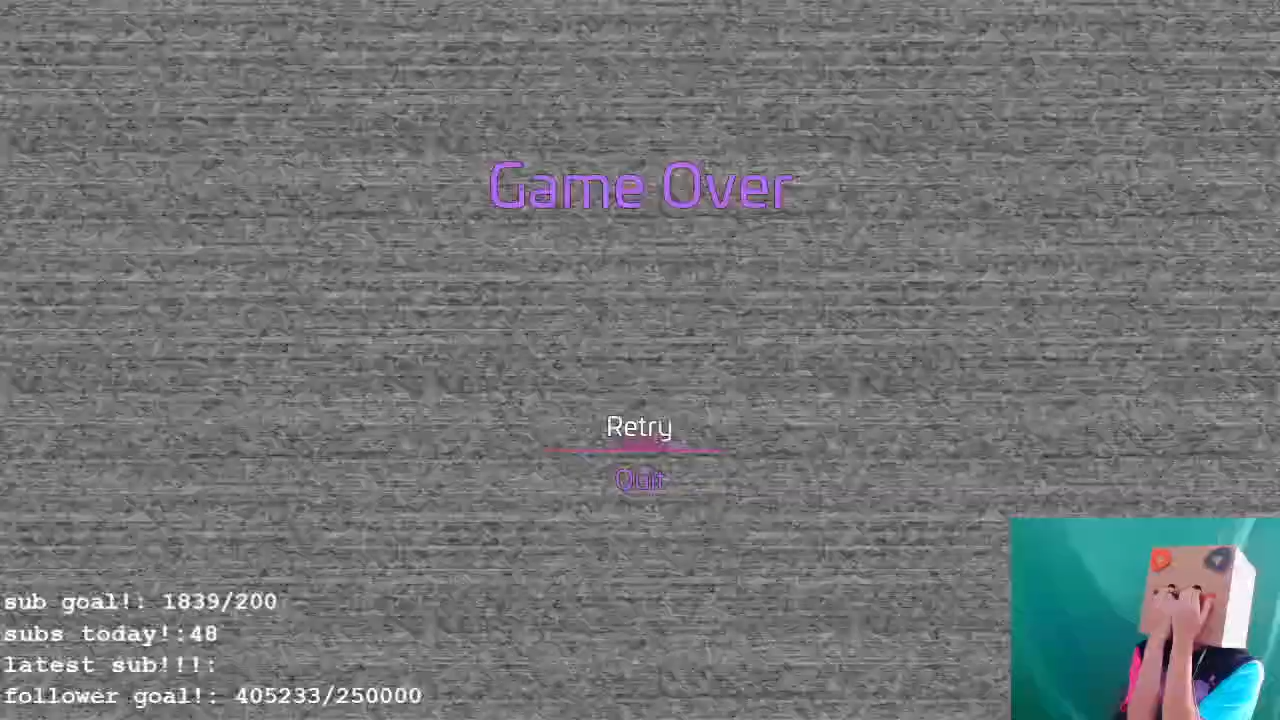 Game Over
Retry
Quit
sub goal!: 1839/200
subs today!:48
latest sub!!!:
follower goal!: 405233/250000